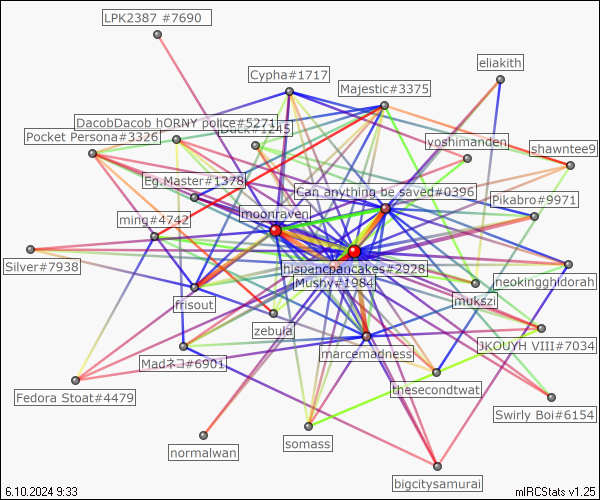 LPK2387 #7690
eliakith
Cypha#1717
Majestic#3375
DacobDacob hORNY police#5271
Duck#1245
Pocket Persona#3326
yoshimanden
shawntee9
Eg.Master#1378
Can anything be saved#0396
Pikabro#9971
moonraven
ming#4742
Silver#7938
hispancpancakes#2928
Mushy#1984
neokingghidorah
frisout
mukszi
zebula
marcemadness
JKOUYH VIII#7034
Madネコ#6901
thesecondtwat
Fedora Stoat#4479
Swirly Boi#6154
somass
normalwan
bigcitysamurai
6.10.2024 9:33
mIRCStats v1.25